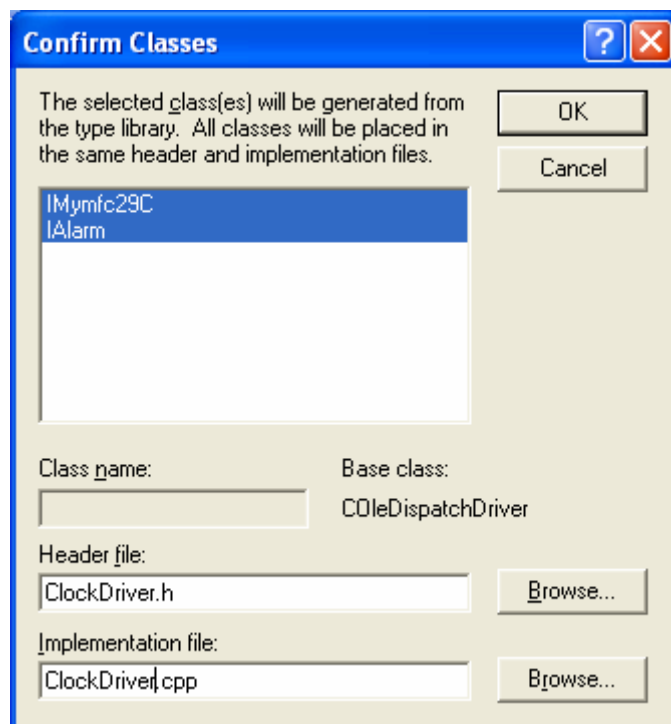 Confirm Classes
The selected class(es) will be generated from
the type library.  All classes will be placed in
the same header and implementation files.
OK
Cancel
IMymfc29C
IAlarm
Class name:
Base class:
COleDispatchDriver
Header file:
ClockDriver.h
Browse...
Implementation file:
ClockDriver.cpp
Browse...